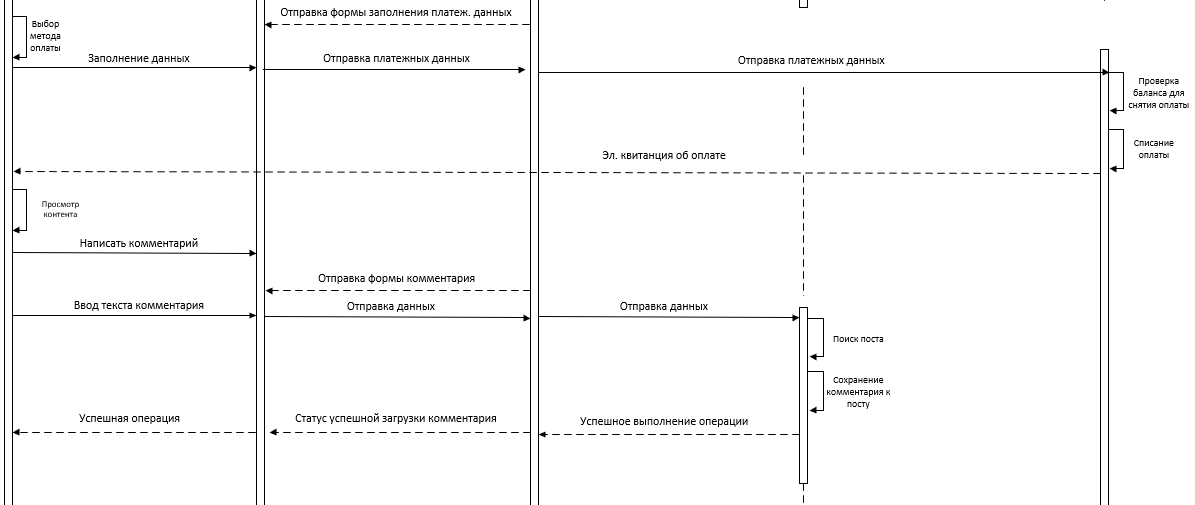 Отправка формы заполнения платеж. данных
Выбор
метода
оплаты
Заполнение данных
Отправка платежных данных
Отправка платежных данных
Проверка
баланса для
снятия оплаты
Списание
оплаты
Эл. квитанция об оплате
Просмотр
контента
Написать комментарий
Отправка формы комментария
Ввод текста комментария
Отправка данных
Отправка данных
Поиск поста
Сохранение
комментария к
посту
Успешная операция
Статус успешной загрузки комментария
Успешное выполнение операции